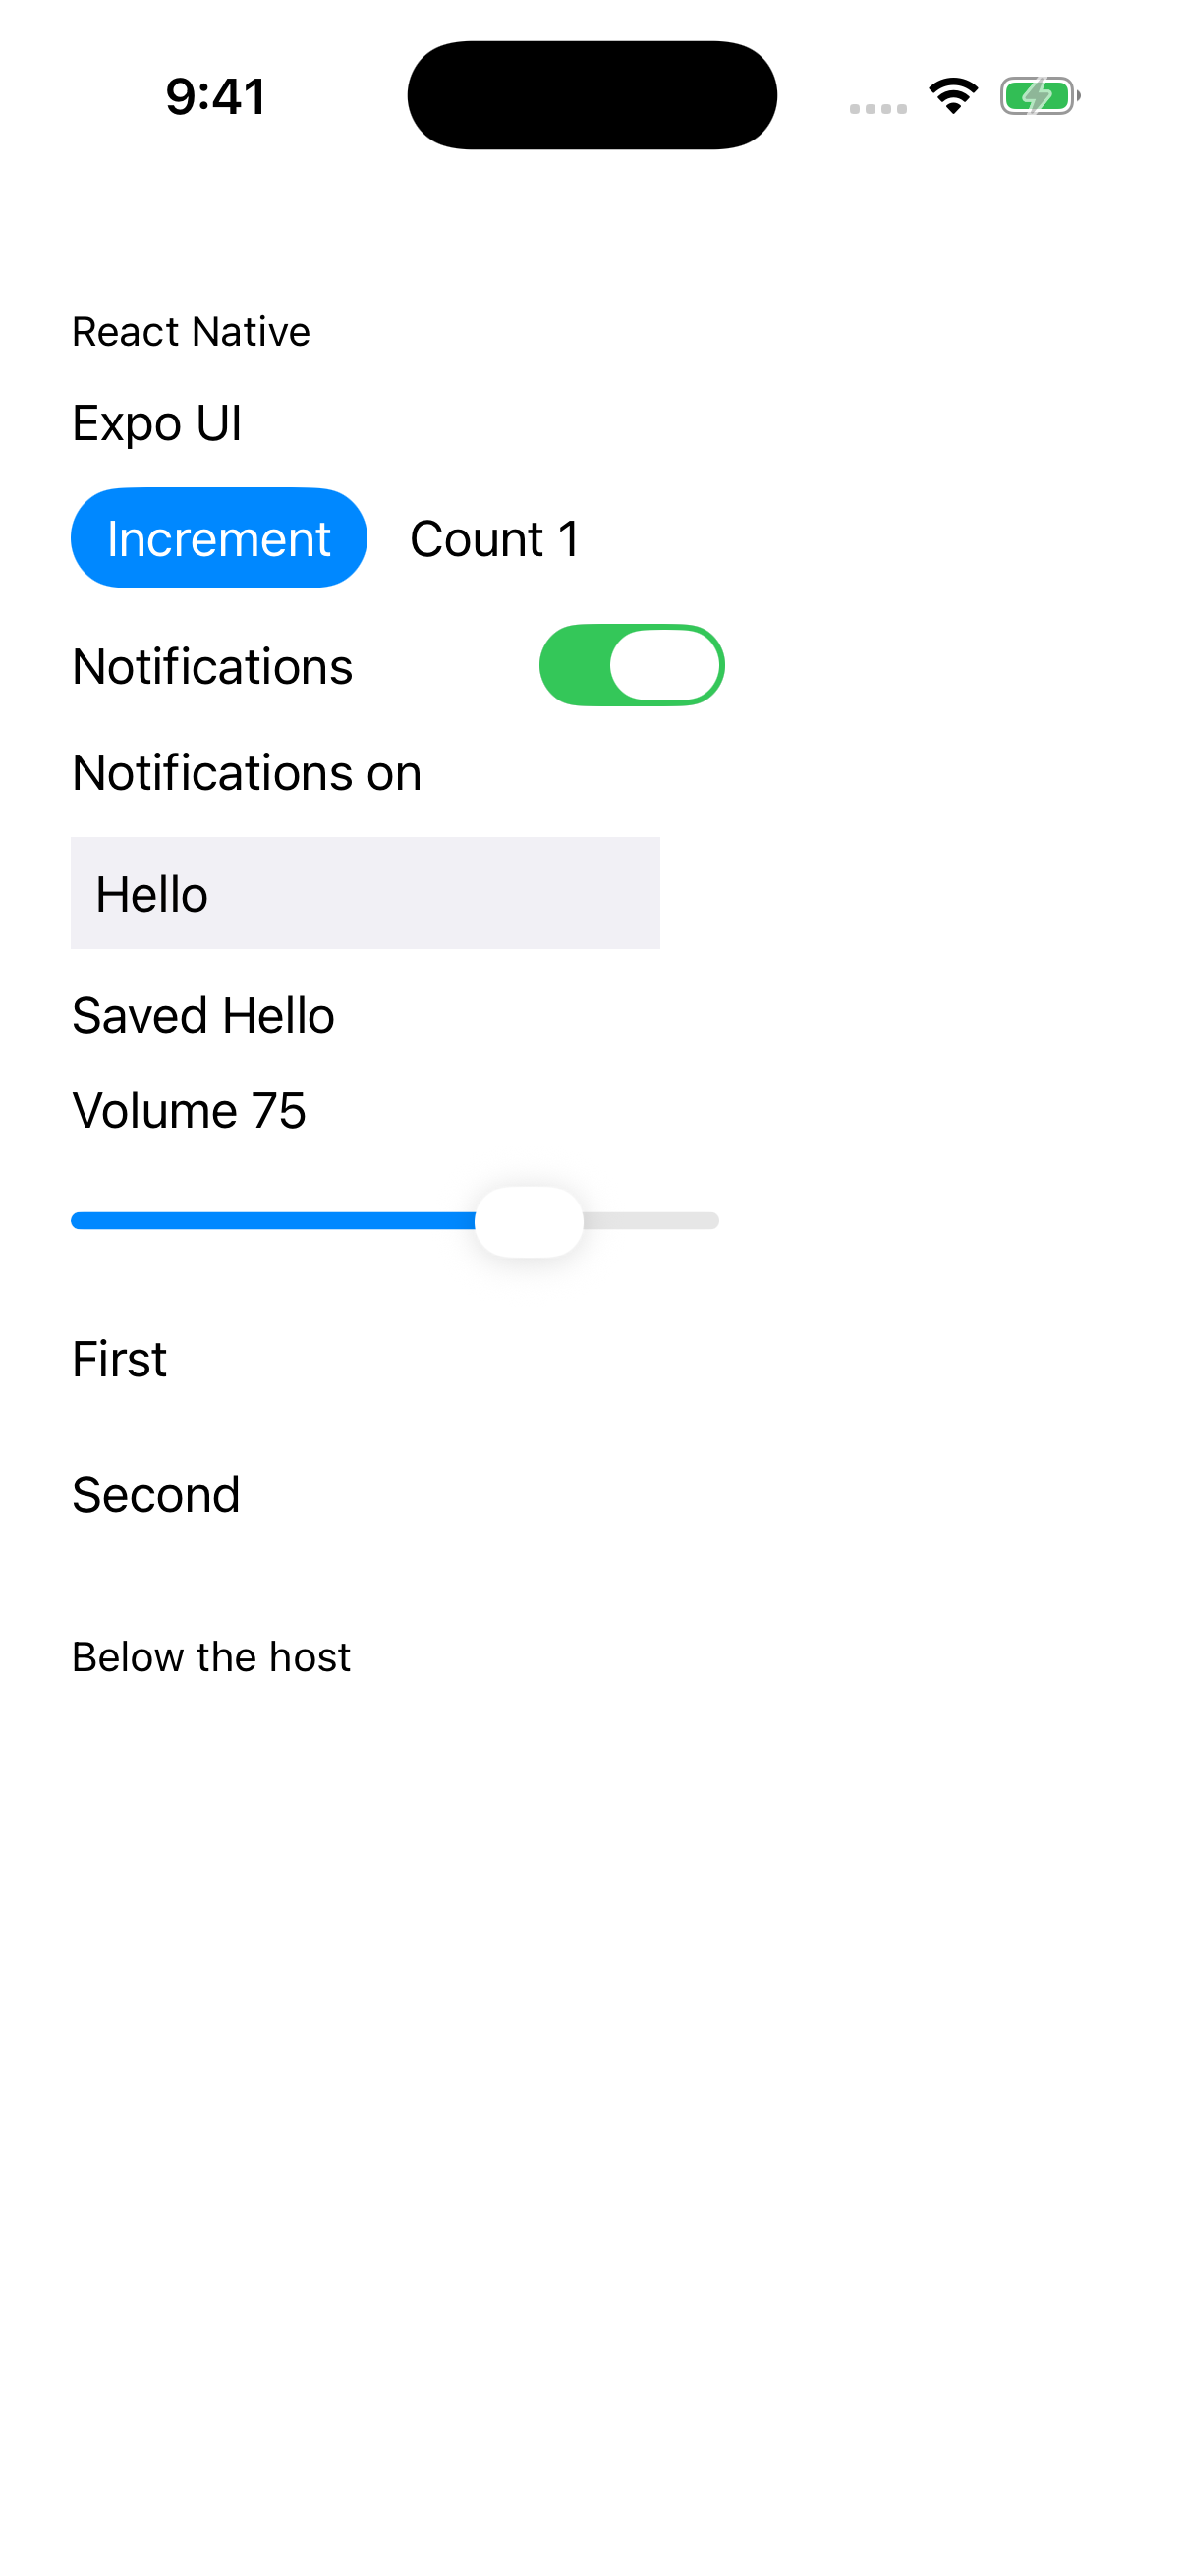 9:41
React Native
Expo UI
Increment Count 1
Notifications
Notifications on
Hello
Saved Hello
Volume 75
First
Second
Below the host